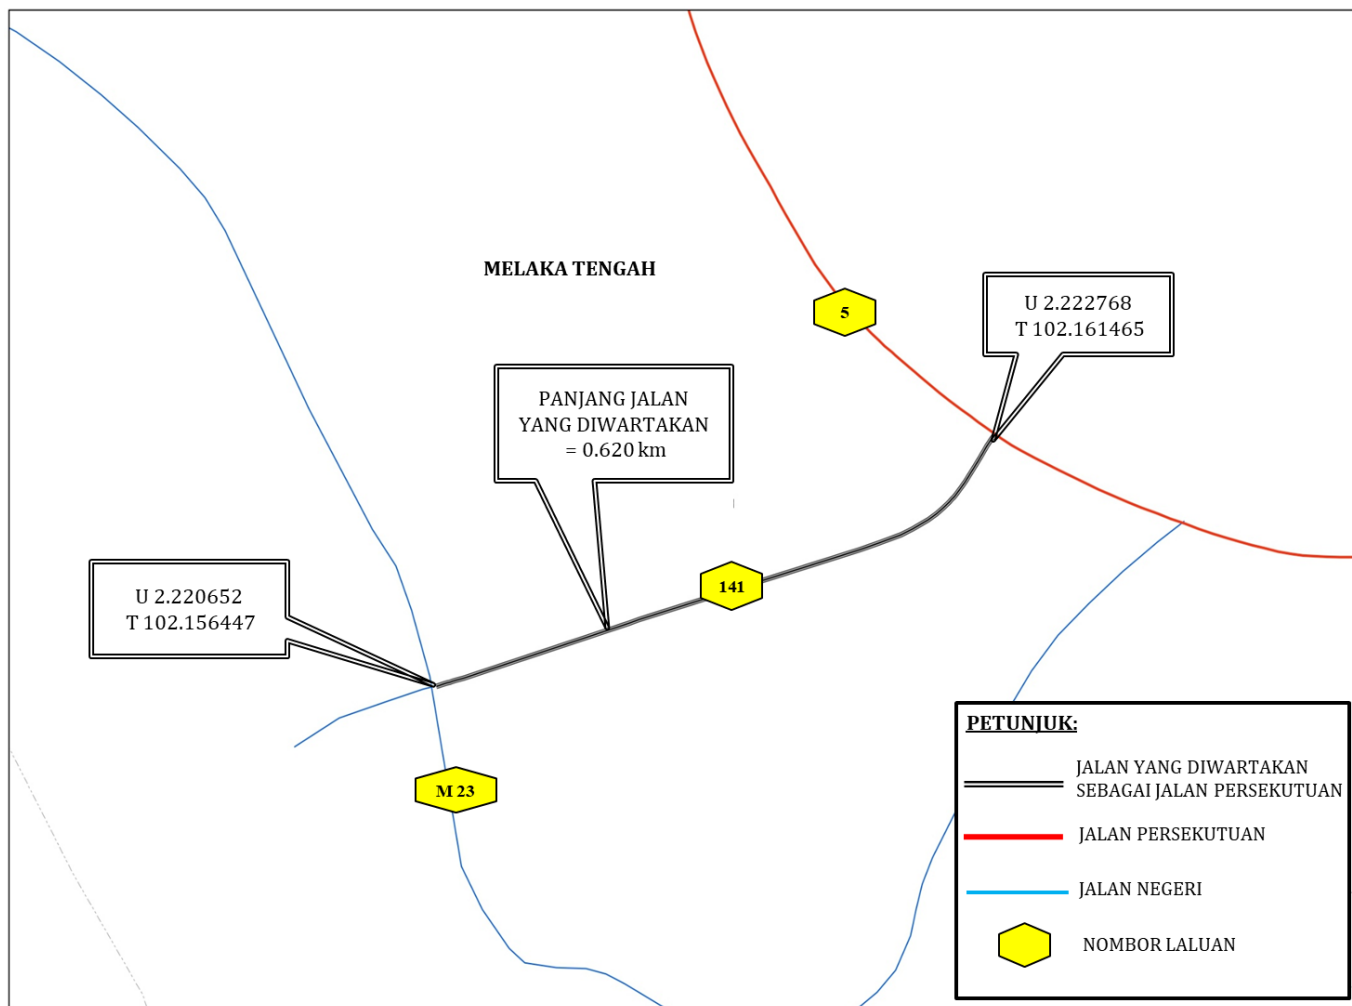 MELAKA TENGAH
5
U 2.222768
T 102.161465
PANJANG JALAN
YANG DIWARTAKAN
= 0.620 km
U 2.220652
T 102.156447
141
M 23
PETUNJUK:
JALAN YANG DIWARTAKAN
SEBAGAI JALAN PERSEKUTUAN
JALAN PERSEKUTUAN
JALAN NEGERI
NOMBOR LALUAN